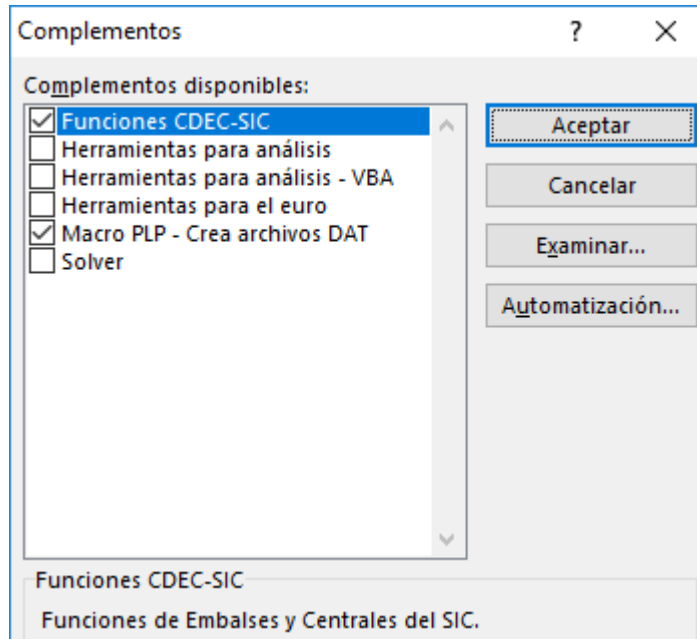 Complementos
?
Complementos disponibles:
Funciones CDEC-SIC
Herramientas para análisis
Herramientas para análisis - VBA
Herramientas para el euro
Macro PLP - Crea archivos DAT
Solver
Aceptar
Cancelar
Examinar...
Automatización...
Funciones CDEC-SIC
Funciones de Embalses y Centrales del SIC.